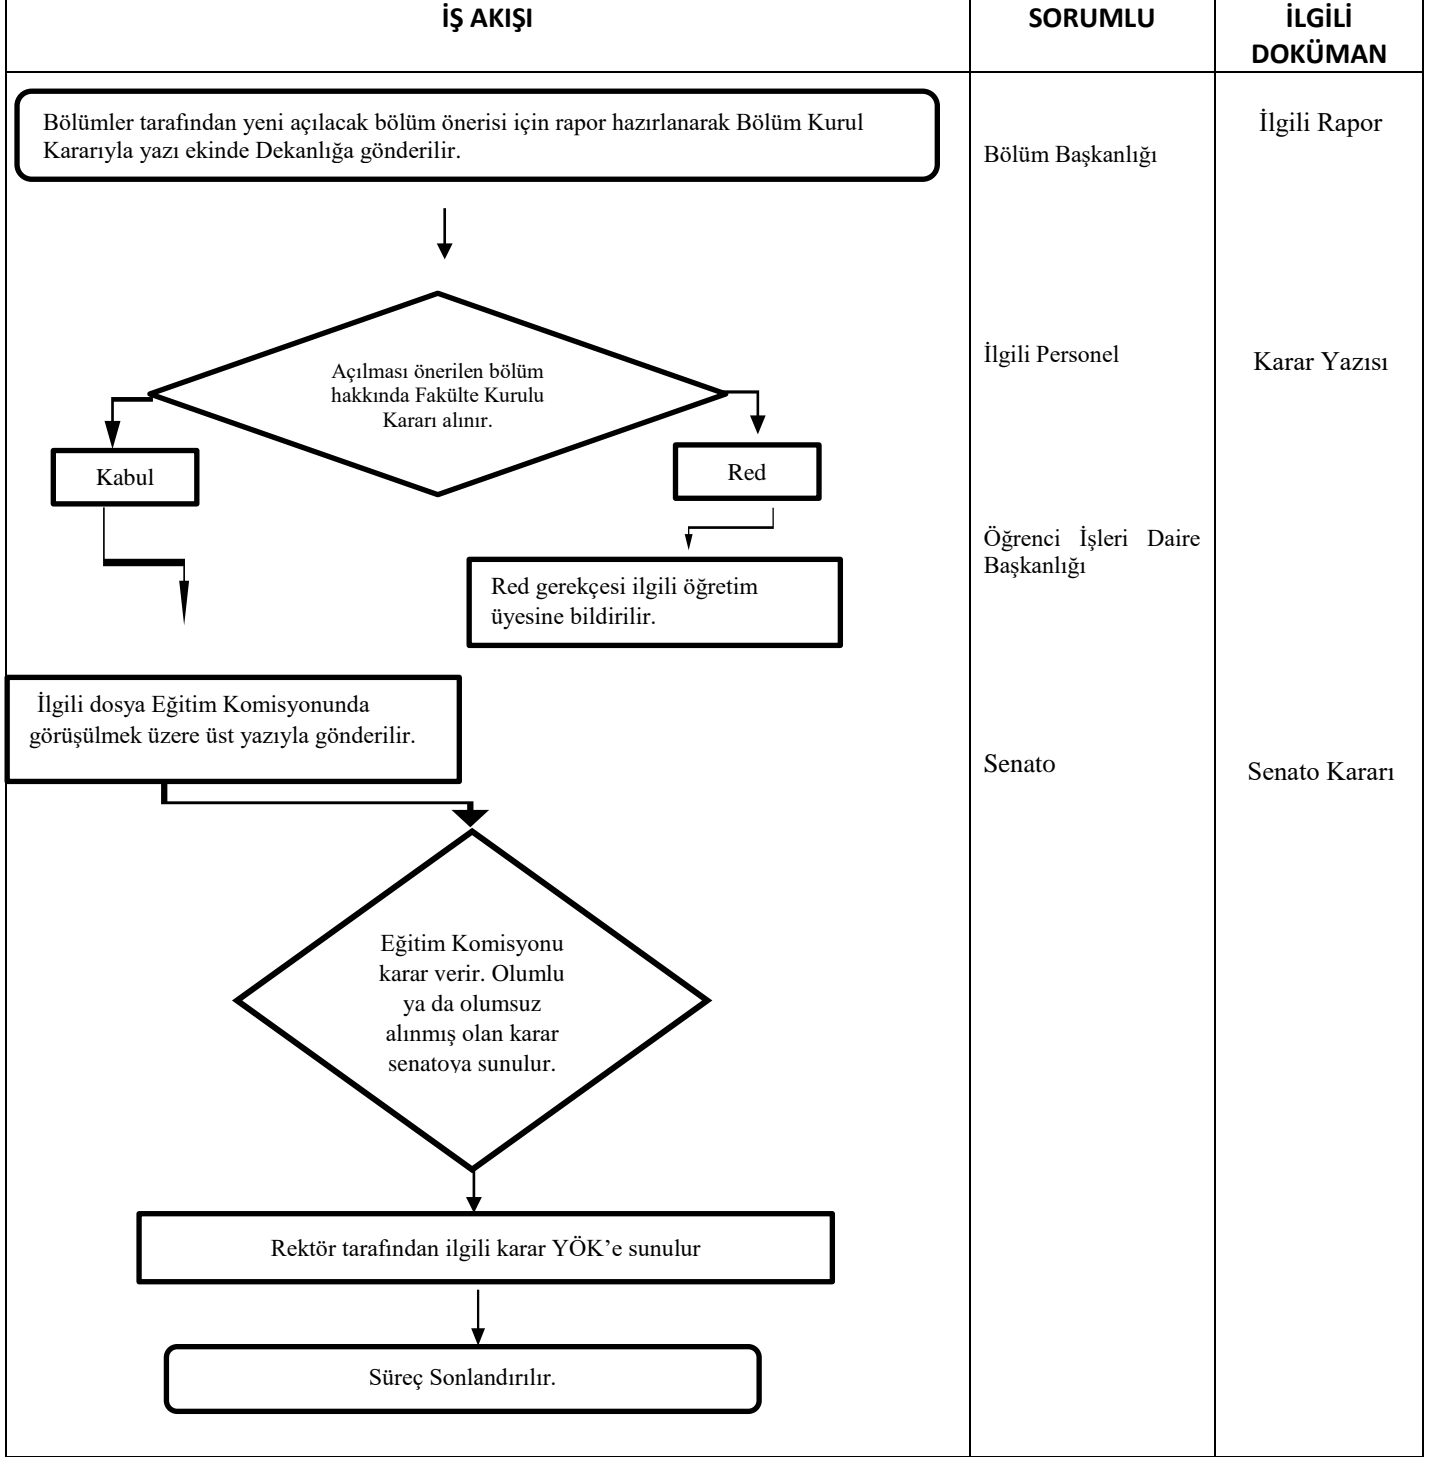 İŞ AKIŞI
SORUMLU
İLGİLİ
DOKÜMAN
Bölümler tarafından yeni açılacak bölüm önerisi için rapor hazırlanarak Bölüm Kurul
Kararıyla yazı ekinde Dekanlığa gönderilir.
Bölüm Başkanlığı
İlgili Rapor
Açılması önerilen bölüm
hakkında Fakülte Kurulu
Kararı alınır.
İlgili Personel
Karar Yazısı
Kabul
Red
Red gerekçesi ilgili öğretim
üyesine bildirilir.
Öğrenci İşleri Daire
Başkanlığı
İlgili dosya Eğitim Komisyonunda
görüşülmek üzere üst yazıyla gönderilir.
Senato
Senato Kararı
Eğitim Komisyonu
karar verir. Olumlu
ya da olumsuz
alınmış olan karar
senatoya sunulur.
Rektör tarafından ilgili karar YÖK’e sunulur
Süreç Sonlandırılır.